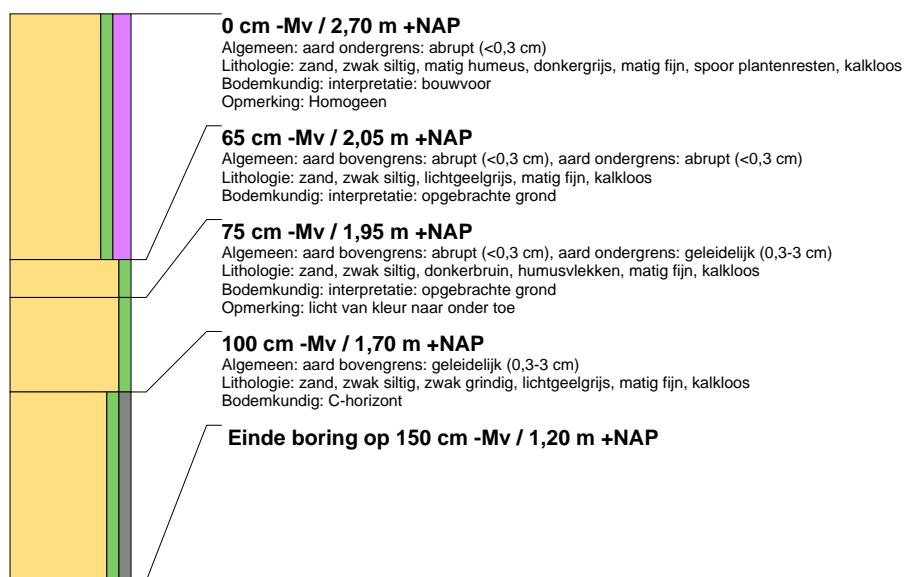 0 cm -Mv / 2,70 m +NAP
Algemeen: aard ondergrens: abrupt (<0,3 cm)
Lithologie: zand, zwak siltig, matig humeus, donkergrijs, matig fijn, spoor plantenresten, kalkloos
Bodemkundig: interpretatie: bouwvoor
Opmerking: Homogeen
65 cm -Mv / 2,05 m +NAP
Algemeen: aard bovengrens: abrupt (<0,3 cm), aard ondergrens: abrupt (<0,3 cm)
Lithologie: zand, zwak siltig, lichtgeelgrijs, matig fijn, kalkloos
Bodemkundig: interpretatie: opgebrachte grond
75 cm -Mv / 1,95 m +NAP
Algemeen: aard bovengrens: abrupt (<0,3 cm), aard ondergrens: geleidelijk (0,3-3 cm)
Lithologie: zand, zwak siltig, donkerbruin, humusvlekken, matig fijn, kalkloos
Bodemkundig: interpretatie: opgebrachte grond
Opmerking: licht van kleur naar onder toe
100 cm -Mv / 1,70 m +NAP
Algemeen: aard bovengrens: geleidelijk (0,3-3 cm)
Lithologie: zand, zwak siltig, zwak grindig, lichtgeelgrijs, matig fijn, kalkloos
Bodemkundig: C-horizont
Einde boring op 150 cm -Mv / 1,20 m +NAP